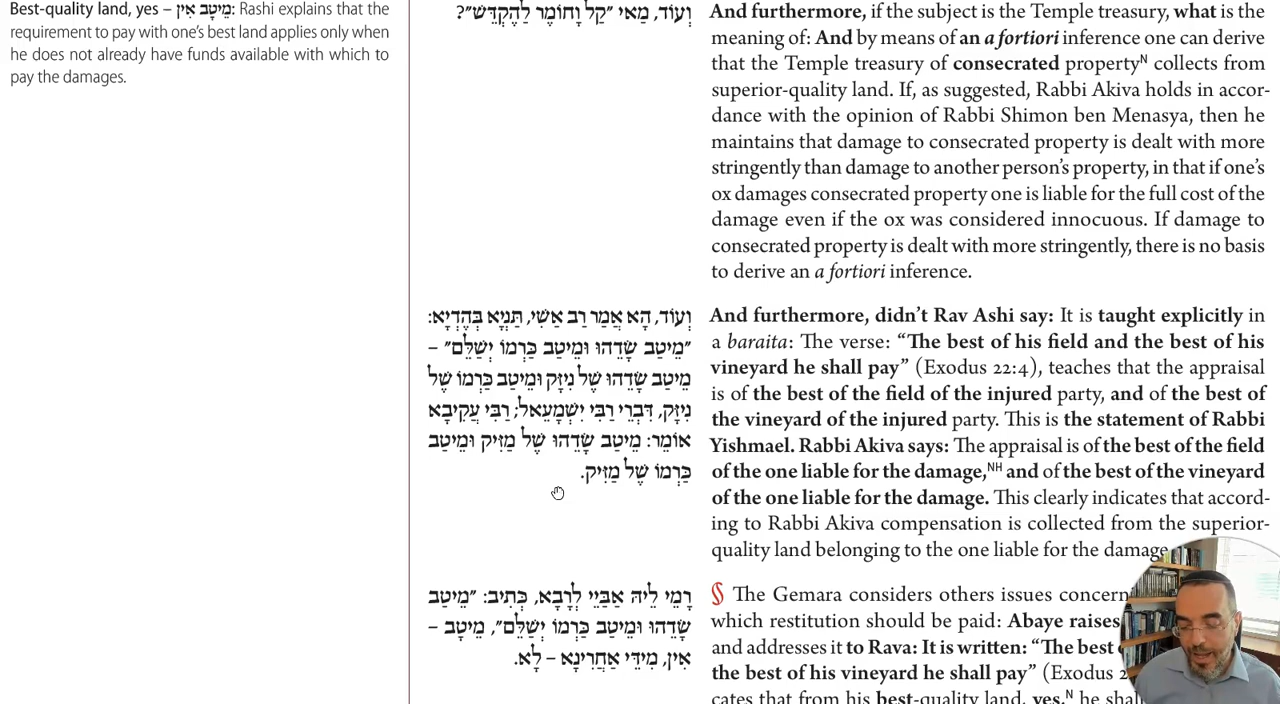 Best-quality land, yes – מֵיטָב אִין: Rashi explains that the
requirement to pay with one's best land applies only when
he does not already have funds available with which to
pay the damages.
וְעוֹד, מַאי ״קַל וָחוֹמֶר לַהֶקְדֵּשׁ״?
וְעוֹד, הָא אֲמַר רַב אַשִׁי, תַּנְיָא בְּהֶדְיָא:
״מֵיטַב שָׂדֵהוּ וּמֵיטַב כַּרְמוֹ יְשַׁלֵּם״ –
מֵיטַב שָׂדֵהוּ שֶׁל נִיזָּק וּמֵיטַב כַּרְמוֹ שֶׁל
נִיזָּק, דִּבְרֵי רַבִּי יִשְׁמָעֵאל; רַבִּי עֲקִיבָא
אוֹמֵר: מֵיטַב שָׂדֵהוּ שֶׁל מַזִּיק וּמֵיטַב
כַּרְמוֹ שֶׁל מַזִּיק.
רָמֵי לֵיהּ אַבַּיֵי לְרָבָא, כְּתִיב: ״מֵיטַב
שָׂדֵהוּ וּמֵיטַב כַּרְמוֹ יְשַׁלֵּם״, מֵיטָב –
אִין, מִידֵּי אַחֲרִינָא – לָא.
And furthermore, if the subject is the Temple treasury, what is the
meaning of: And by means of an a fortiori inference one can derive
that the Temple treasury of consecrated propertyᴺ collects from
superior-quality land. If, as suggested, Rabbi Akiva holds in accor-
dance with the opinion of Rabbi Shimon ben Menasya, then he
maintains that damage to consecrated property is dealt with more
stringently than damage to another person's property, in that if one's
ox damages consecrated property one is liable for the full cost of the
damage even if the ox was considered innocuous. If damage to
consecrated property is dealt with more stringently, there is no basis
to derive an a fortiori inference.
And furthermore, didn't Rav Ashi say: It is taught explicitly in
a baraita: The verse: “The best of his field and the best of his
vineyard he shall pay” (Exodus 22:4), teaches that the appraisal
is of the best of the field of the injured party, and of the best of
the vineyard of the injured party. This is the statement of Rabbi
Yishmael. Rabbi Akiva says: The appraisal is of the best of the field
of the one liable for the damage,ᴺᴴ and of the best of the vineyard
of the one liable for the damage. This clearly indicates that accord-
ing to Rabbi Akiva compensation is collected from the superior-
quality land belonging to the one liable for the damage
§ The Gemara considers others issues concern
which restitution should be paid: Abaye raises
and addresses it to Rava: It is written: “The best
the best of his vineyard he shall pay” (Exodus 2
cates that from his best-quality land, yes,ᴺ he shall